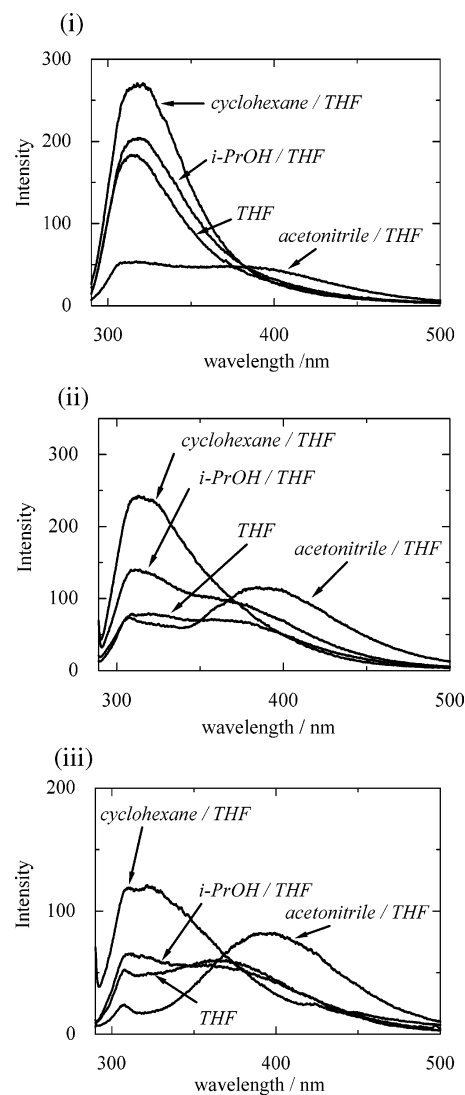 (i)
300
cyclohexane / THF
200
i-PrOH / THF
THF
100
acetonitrile / THF
0
300
400
500
Intensity
wavelength /nm
(ii)
300
cyclohexane / THF
i-PrOH / THF
200
THF
acetonitrile / THF
100
0
300
400
500
Intensity
wavelength / nm
(iii)
200
cyclohexane / THF
i-PrOH / THF
acetonitrile / THF
100
THF
0
300
400
500
Intensity
wavelength / nm